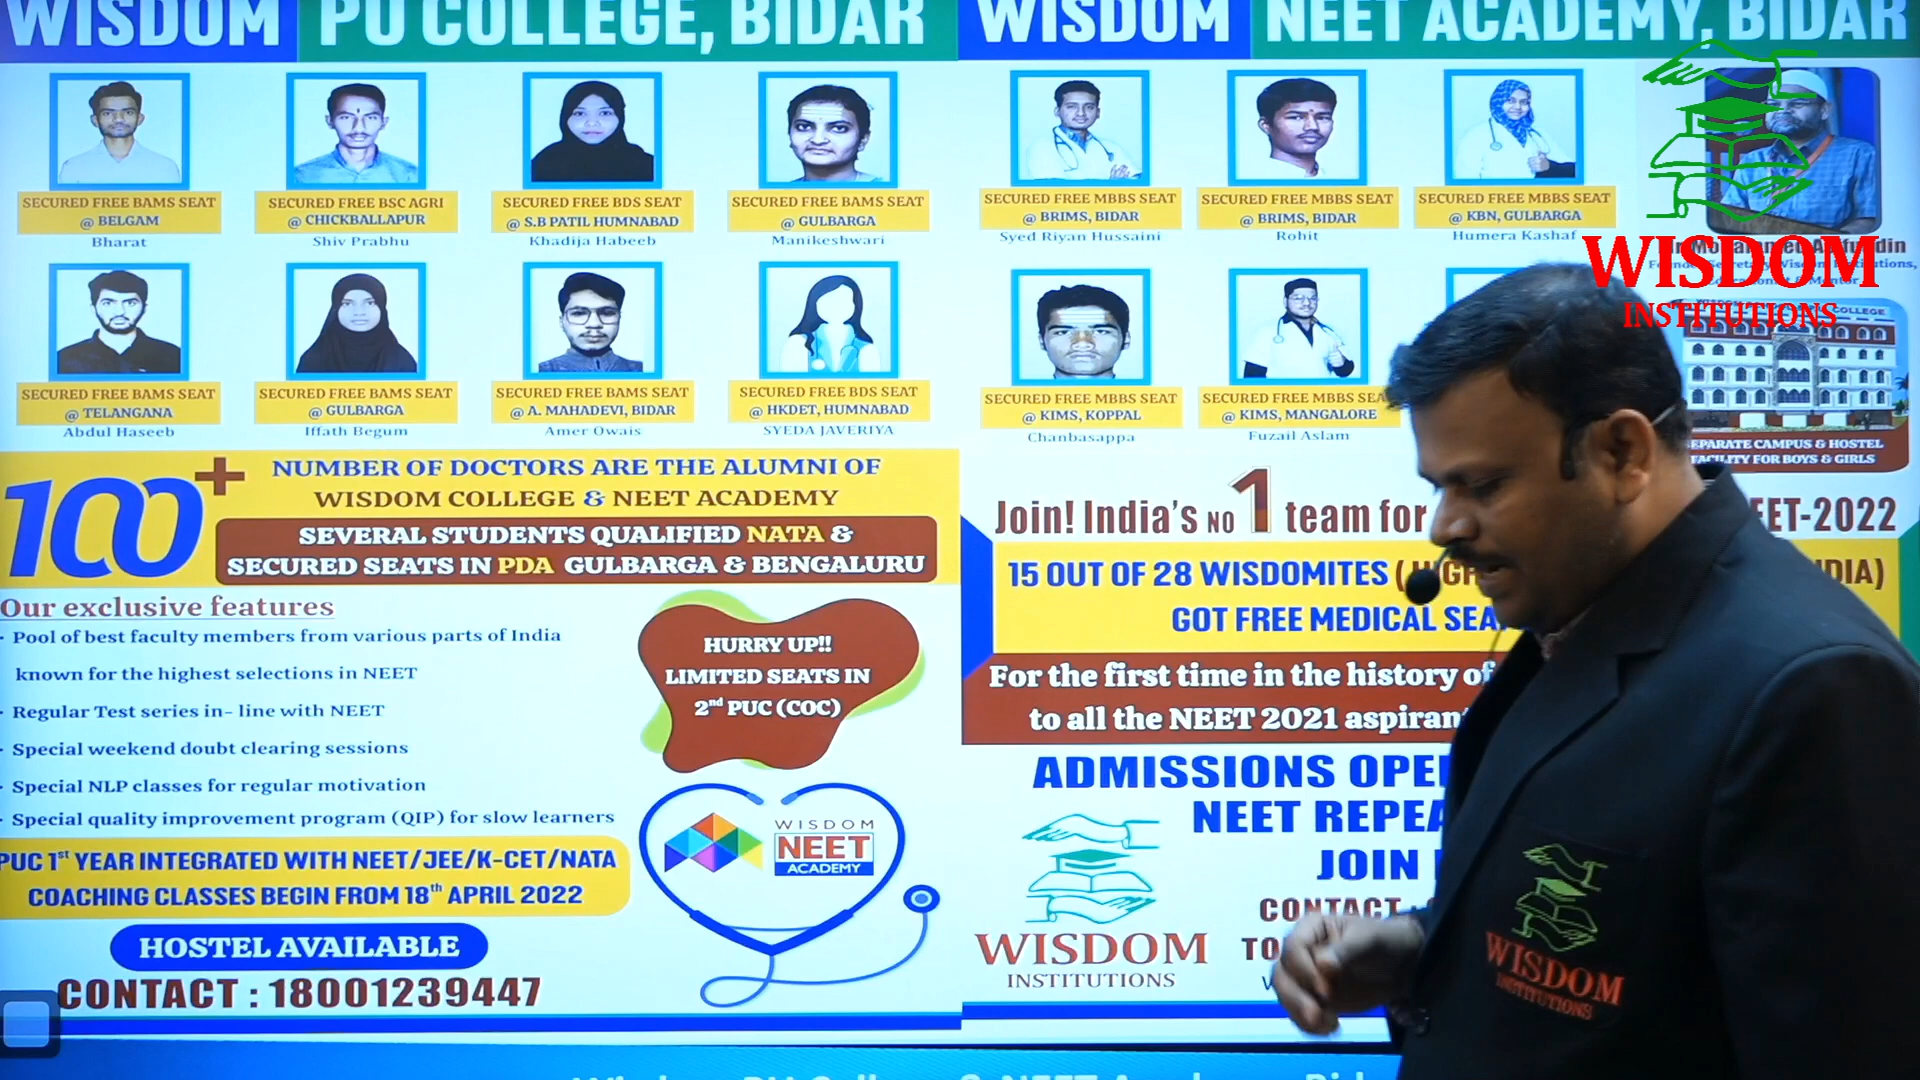 WISDOM PU COLLEGE, BIDAR
SECURED FREE BAMS SEAT
@ BELGAM
Bharat
SECURED FREE BSC AGRI
@ CHICKBALLAPUR
Shiv Prabhu
SECURED FREE BDS SEAT
@ S.B PATIL HUMNABAD
Khadija Habeeb
SECURED FREE BAMS SEAT
@ GULBARGA
Manikeshwari
SECURED FREE BAMS SEAT
@ TELANGANA
Abdul Haseeb
SECURED FREE BAMS SEAT
@ GULBARGA
Iffath Begum
SECURED FREE BAMS SEAT
@ A. MAHADEVI, BIDAR
Amer Owais
SECURED FREE BDS SEAT
@ HKDET, HUMNABAD
SYEDA JAVERIYA
100+
NUMBER OF DOCTORS ARE THE ALUMNI OF
WISDOM COLLEGE & NEET ACADEMY
SEVERAL STUDENTS QUALIFIED NATA &
SECURED SEATS IN PDA GULBARGA & BENGALURU
Our exclusive features
· Pool of best faculty members from various parts of India
known for the highest selections in NEET
· Regular Test series in- line with NEET
· Special weekend doubt clearing sessions
· Special NLP classes for regular motivation
· Special quality improvement program (QIP) for slow learners
HURRY UP!!
LIMITED SEATS IN
2nd PUC (COC)
PUC 1st YEAR INTEGRATED WITH NEET/JEE/K-CET/NATA
COACHING CLASSES BEGIN FROM 18th APRIL 2022
HOSTEL AVAILABLE
CONTACT : 18001239447
WISDOM
NEET
ACADEMY
WISDOM NEET ACADEMY, BIDAR
SECURED FREE MBBS SEAT
@ BRIMS, BIDAR
Syed Riyan Hussaini
SECURED FREE MBBS SEAT
@ BRIMS, BIDAR
Rohit
SECURED FREE MBBS SEAT
@ KBN, GULBARGA
Humera Kashaf
SECURED FREE MBBS SEAT
@ KIMS, KOPPAL
Chanbasappa
SECURED FREE MBBS SEA
@ KIMS, MANGALORE
Fuzail Aslam
WISDOM
INSTITUTIONS
COLLEGE
SEPARATE CAMPUS & HOSTEL
FACILITY FOR BOYS & GIRLS
Join! India's NO 1 team for
EET-2022
15 OUT OF 28 WISDOMITES (
DIA)
GOT FREE MEDICAL SEA
For the first time in the history of
to all the NEET 2021 aspirant
ADMISSIONS OPE
NEET REPEA
JOIN
CONTACT :
TO
WISDOM
INSTITUTIONS
WISDOM
INSTITUTIONS